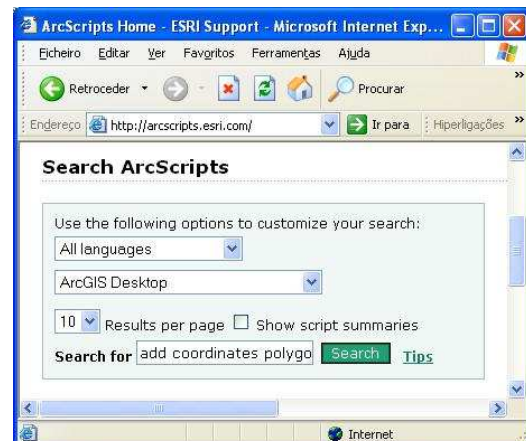 ArcScripts Home - ESRI Support - Microsoft Internet Exp...
Ficheiro Editar Ver Favoritos Ferramentas Ajuda
Retroceder Procurar »
Endereço http://arcscripts.esri.com/ Ir para Hiperligações »
Search ArcScripts
Use the following options to customize your search:
All languages
ArcGIS Desktop
10 Results per page Show script summaries
Search for add coordinates polygo Search Tips
Internet